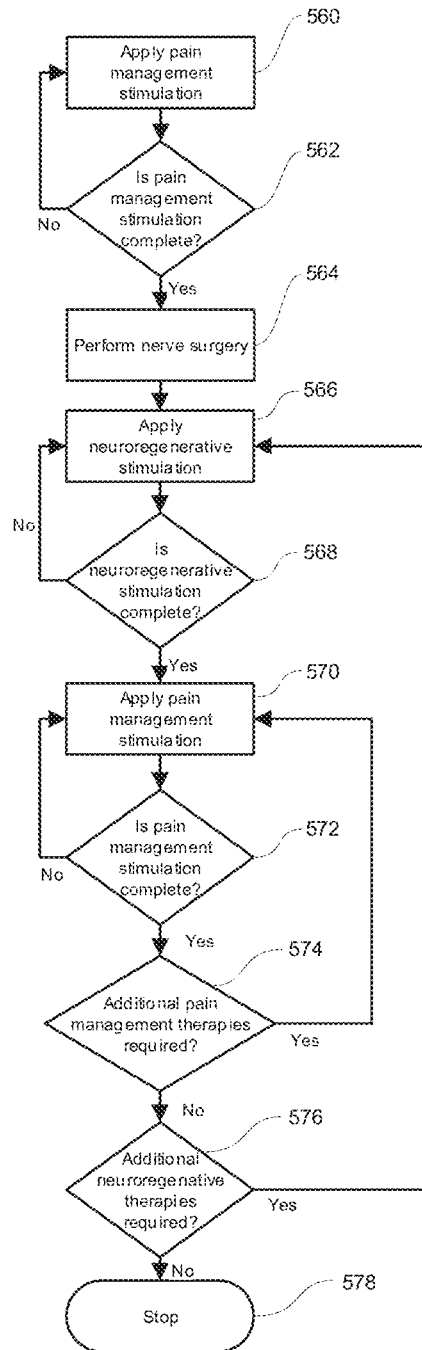 560
Apply pain
management
stimulation
562
Is pain
management
stimulation
complete?
No
Yes
564
Perform nerve surgery
566
Apply
neuroregenerative
stimulation
No
568
Is
neuroregenerative
stimulation
complete?
Yes
570
Apply pain
management
stimulation
572
Is pain
management
stimulation
complete?
No
Yes
574
Additional pain
management therapies
required?
Yes
No
576
Additional
neuroregenative
therapies
required?
Yes
No
578
Stop